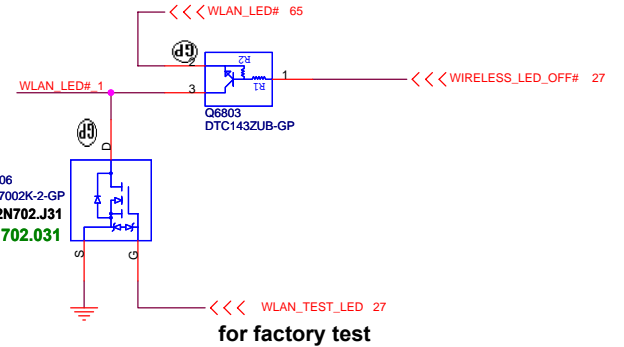 WLAN_LED# 65
GP
2
R2
R1
1
WIRELESS_LED_OFF# 27
WLAN_LED#_1
3
Q6803
DTC143ZUB-GP
GP
D
06
7002K-2-GP
2N702.J31
702.031
S
G
WLAN_TEST_LED 27
for factory test